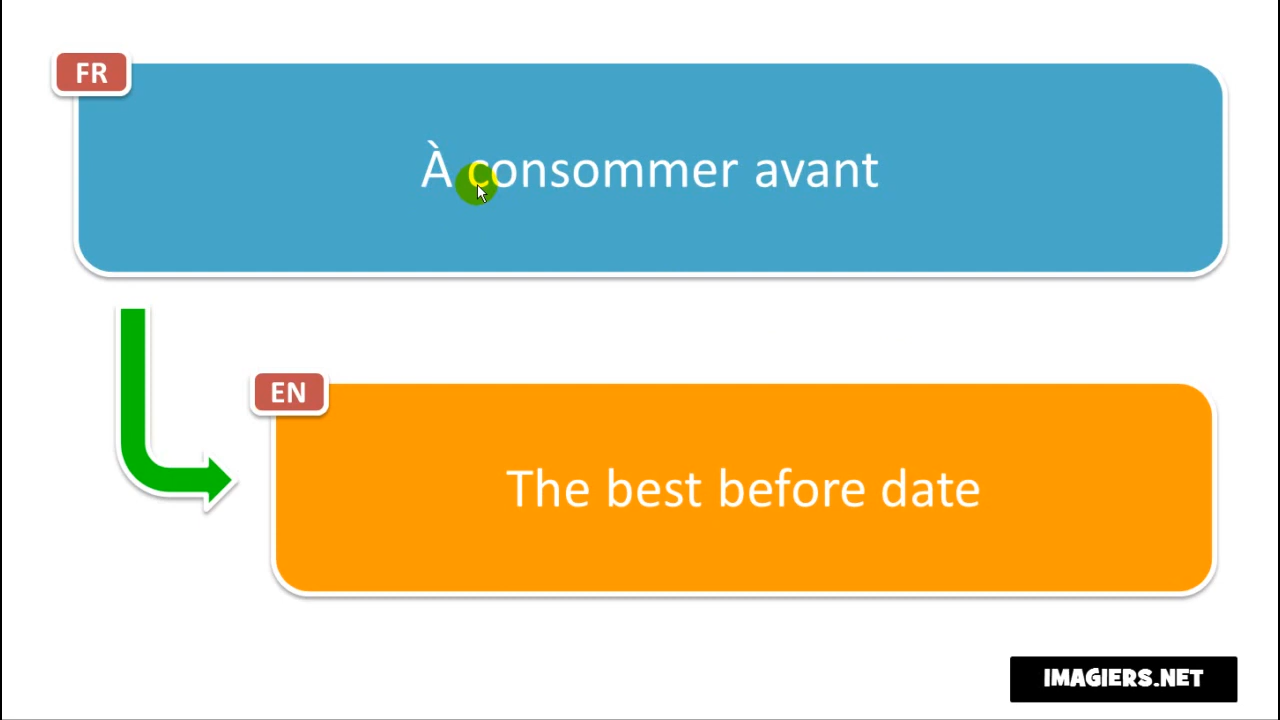 FR
À consommer avant
EN
The best before date
IMAGIERS.NET